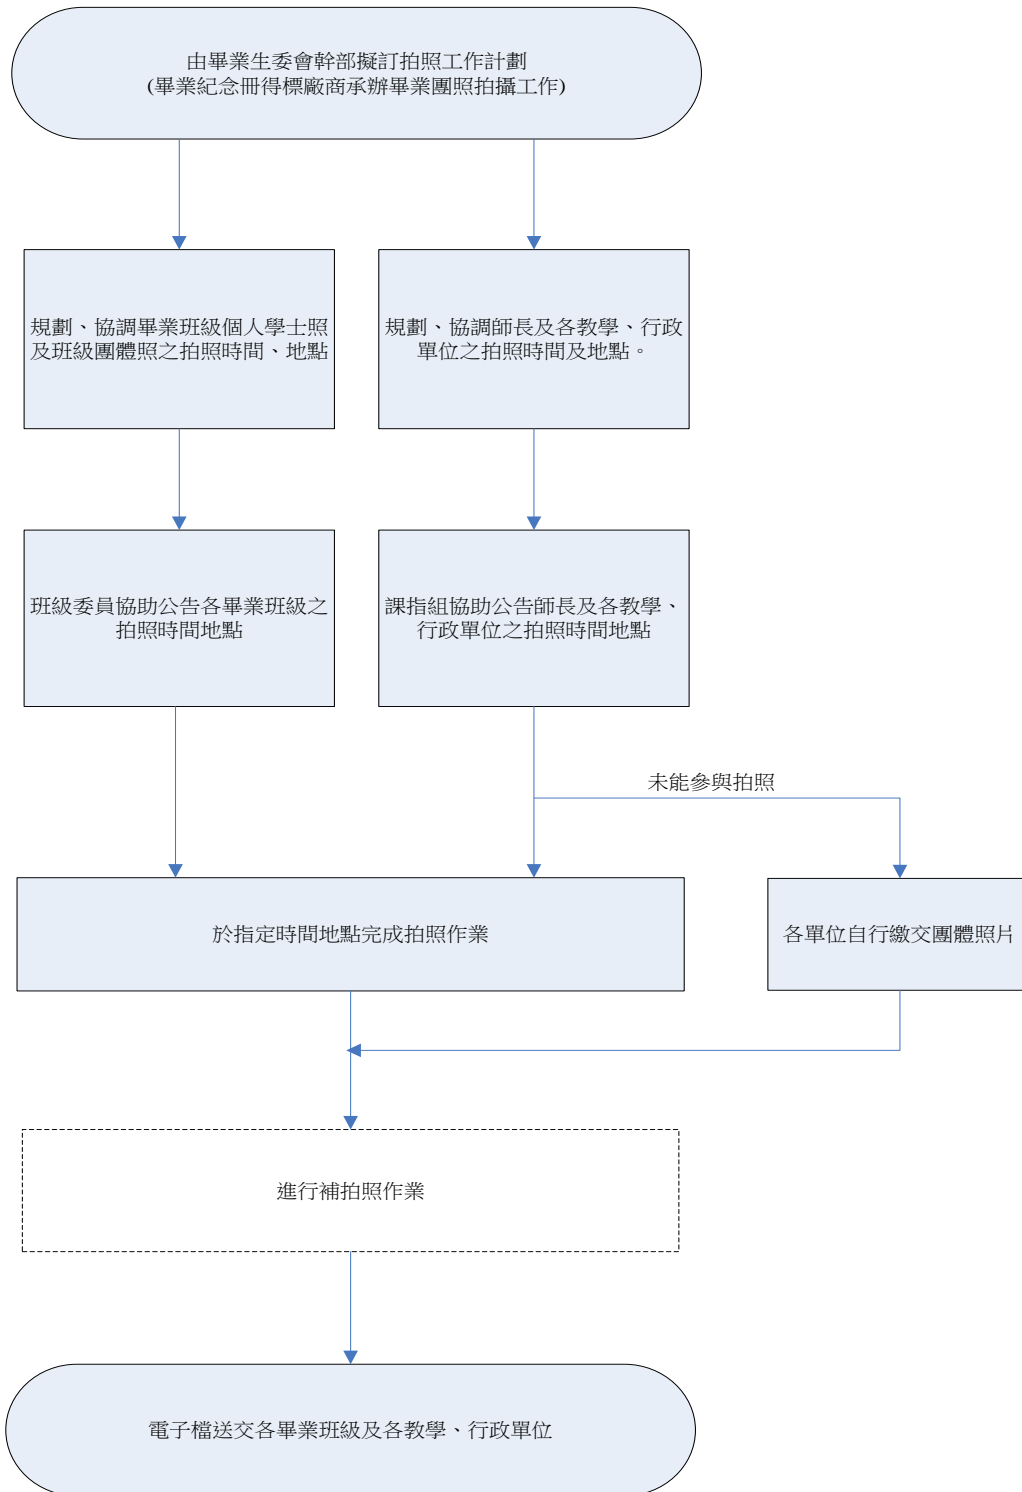 由畢業生委會幹部擬訂拍照工作計劃
(畢業紀念冊得標廠商承辦畢業團照拍攝工作)
規劃、協調畢業班級個人學士照
及班級團體照之拍照時間、地點
規劃、協調師長及各教學、行政
單位之拍照時間及地點。
班級委員協助公告各畢業班級之
拍照時間地點
課指組協助公告師長及各教學、
行政單位之拍照時間地點
未能參與拍照
於指定時間地點完成拍照作業
各單位自行繳交團體照片
進行補拍照作業
電子檔送交各畢業班級及各教學、行政單位